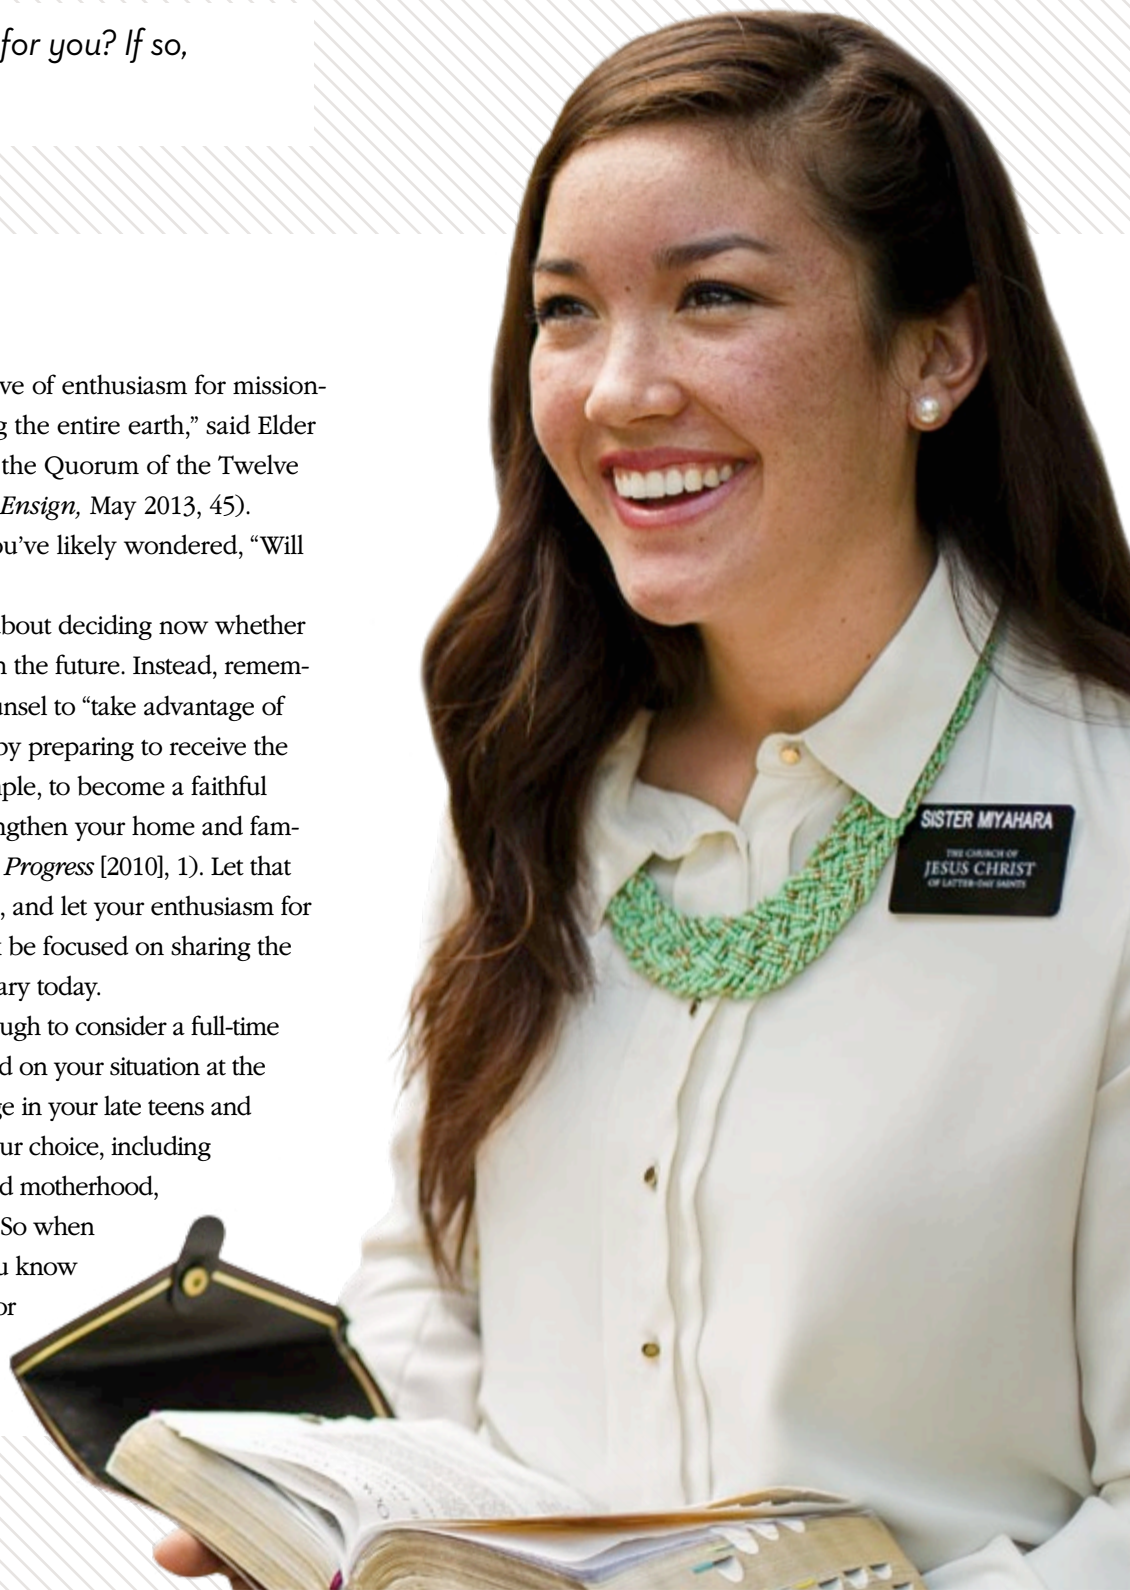 for you? If so,
ve of enthusiasm for mission-
g the entire earth,” said Elder
the Quorum of the Twelve
Ensign, May 2013, 45).
ou’ve likely wondered, “Will
bout deciding now whether
n the future. Instead, remem-
unsel to “take advantage of
by preparing to receive the
ple, to become a faithful
ngthen your home and fam-
Progress [2010], 1). Let that
, and let your enthusiasm for
t be focused on sharing the
ary today.
ugh to consider a full-time
d on your situation at the
ge in your late teens and
ur choice, including
d motherhood,
So when
u know
or
SISTER MIYAHARA
THE CHURCH OF
JESUS CHRIST
OF LATTER-DAY SAINTS